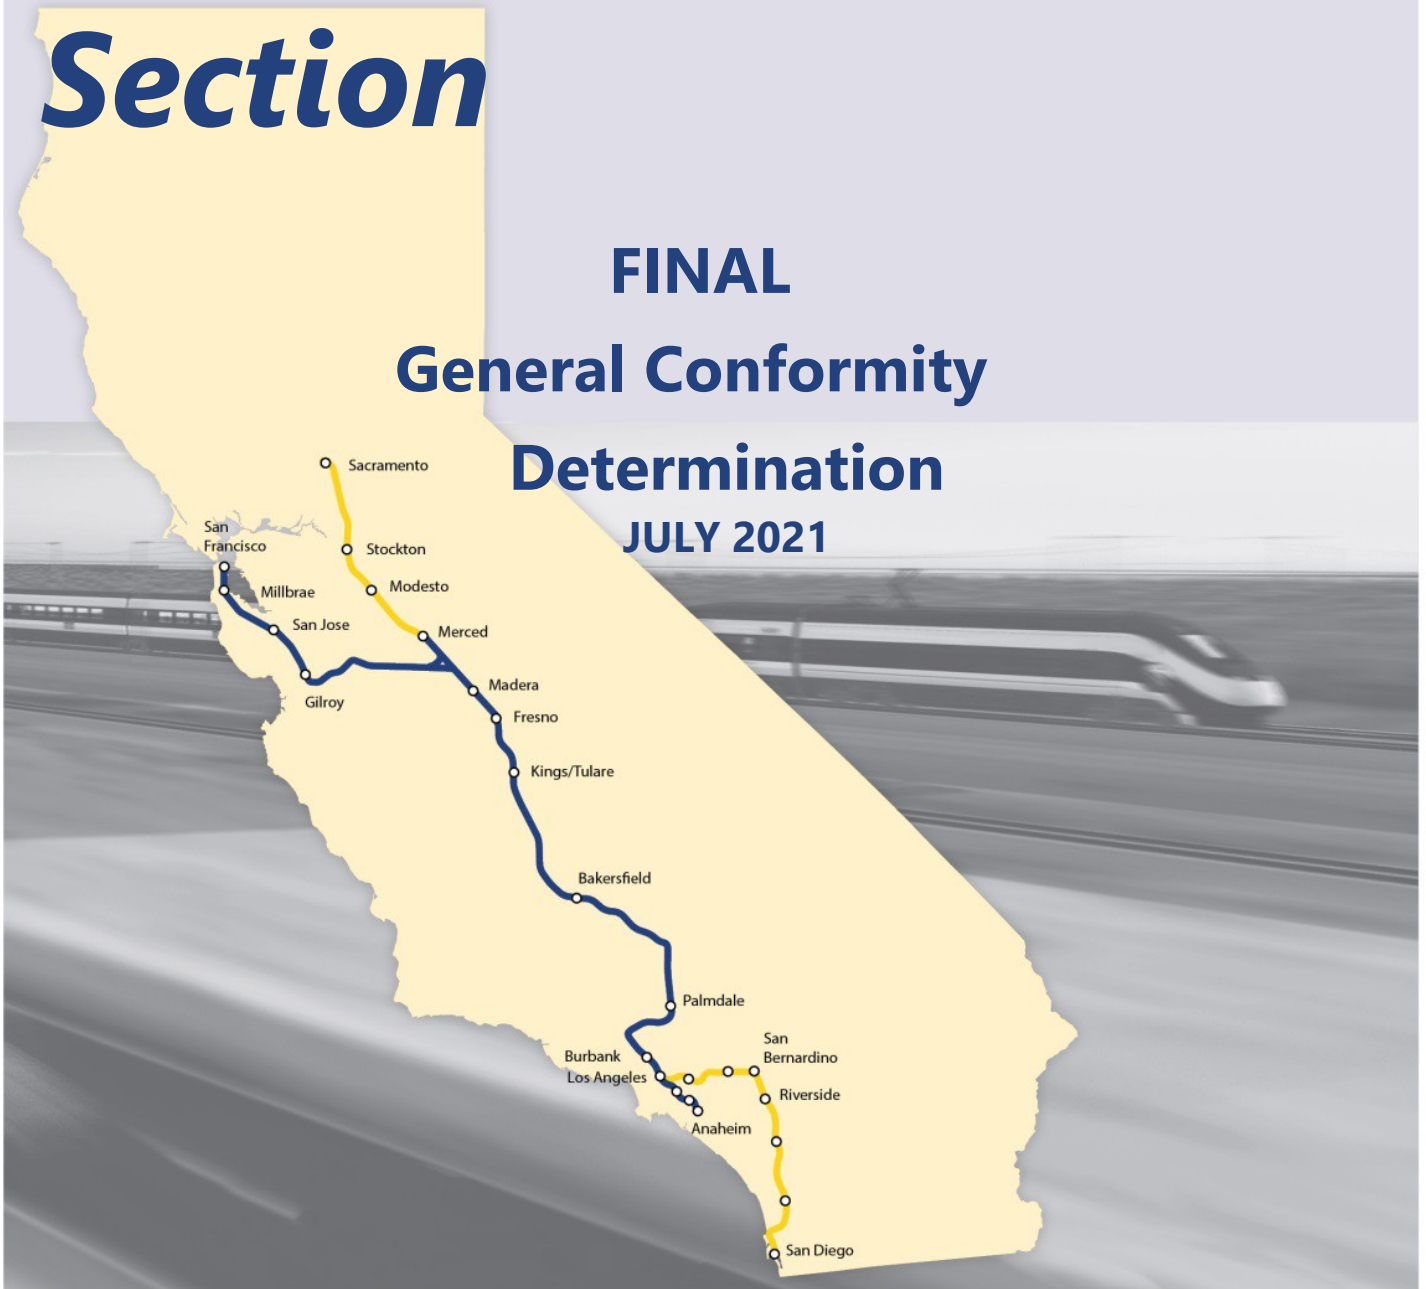 Section
FINAL
General Conformity
Determination
JULY 2021
Sacramento
San
Francisco
Stockton
Modesto
Millbrae
San Jose
Merced
Gilroy
Madera
Fresno
Kings/Tulare
Bakersfield
Palmdale
San
Bernardino
Burbank
Los Angeles
Riverside
Anaheim
San Diego